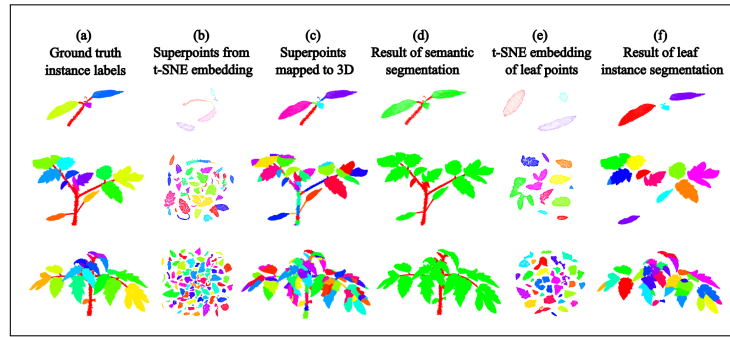 (a) (b) (c) (d) (e) (f)
Ground truth Superpoints from Superpoints Result of semantic t-SNE embedding Result of leaf
instance labels t-SNE embedding mapped to 3D segmentation of leaf points instance segmentation